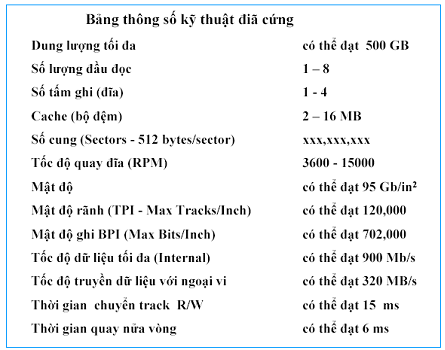 Bảng thông số kỹ thuật điã cứng
Dung lượng tối đa có thể đạt 500 GB
Số lượng đầu đọc 1 – 8
Số tấm ghi (đĩa) 1 - 4
Cache (bộ đệm) 2 – 16 MB
Số cung (Sectors - 512 bytes/sector) xxx,xxx,xxx
Tốc độ quay đĩa (RPM) 3600 - 15000
Mật độ có thể đạt 95 Gb/in²
Mật độ rãnh (TPI - Max Tracks/Inch) có thể đạt 120,000
Mật độ ghi BPI (Max Bits/Inch) có thể đạt 702,000
Tốc độ dữ liệu tối đa (Internal) có thể đạt 900 Mb/s
Tốc độ truyền dữ liệu với ngoại vi có thể đạt 320 MB/s
Thời gian chuyển track R/W có thể đạt 15 ms
Thời gian quay nửa vòng có thể đạt 6 ms